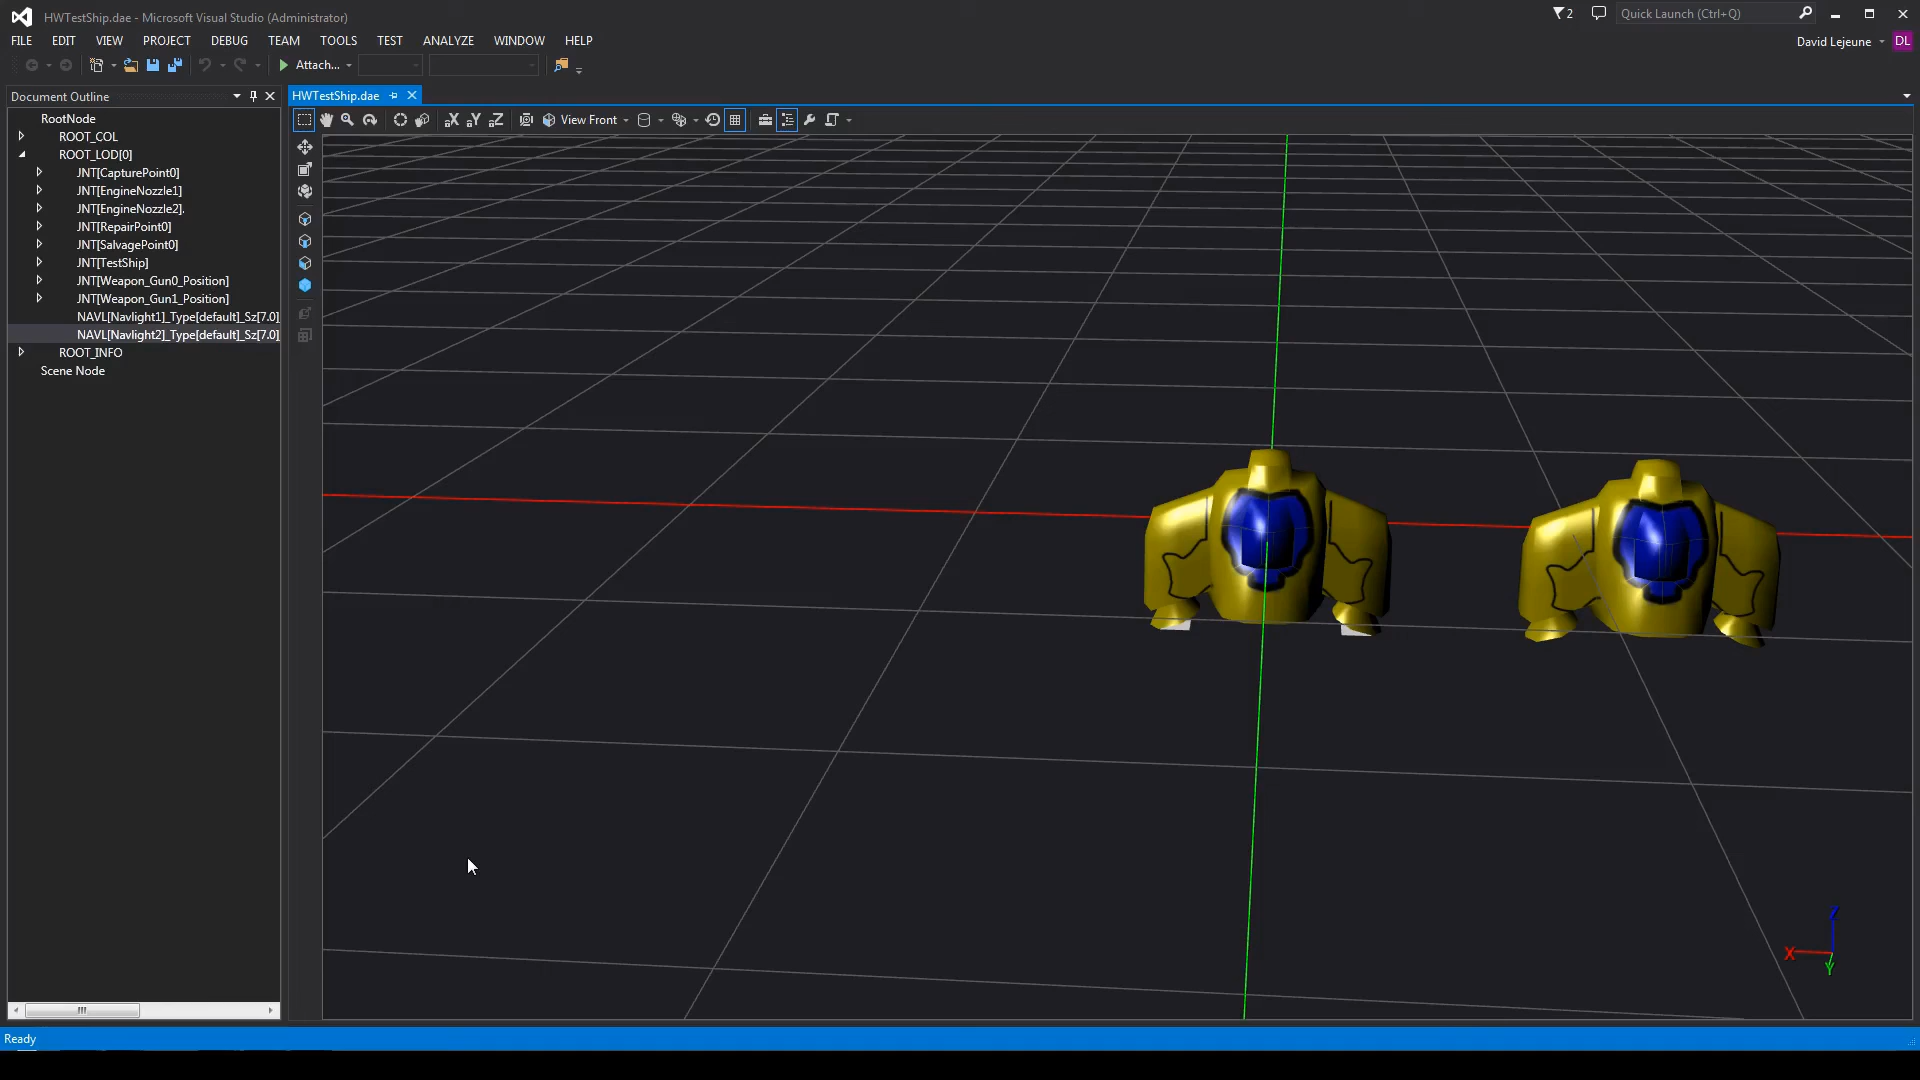 HWTestShip.dae - Microsoft Visual Studio (Administrator)
2
Quick Launch (Ctrl+Q)
FILE EDIT VIEW PROJECT DEBUG TEAM TOOLS TEST ANALYZE WINDOW HELP
David Lejeune
DL
Attach...
Document Outline
HWTestShip.dae
View Front
RootNode
ROOT_COL
ROOT_LOD[0]
JNT[CapturePoint0]
JNT[EngineNozzle1]
JNT[EngineNozzle2].
JNT[RepairPoint0]
JNT[SalvagePoint0]
JNT[TestShip]
JNT[Weapon_Gun0_Position]
JNT[Weapon_Gun1_Position]
NAVL[Navlight1]_Type[default]_Sz[7.0]
NAVL[Navlight2]_Type[default]_Sz[7.0]
ROOT_INFO
Scene Node
X
Y
Z
X
Z
Y
Ready